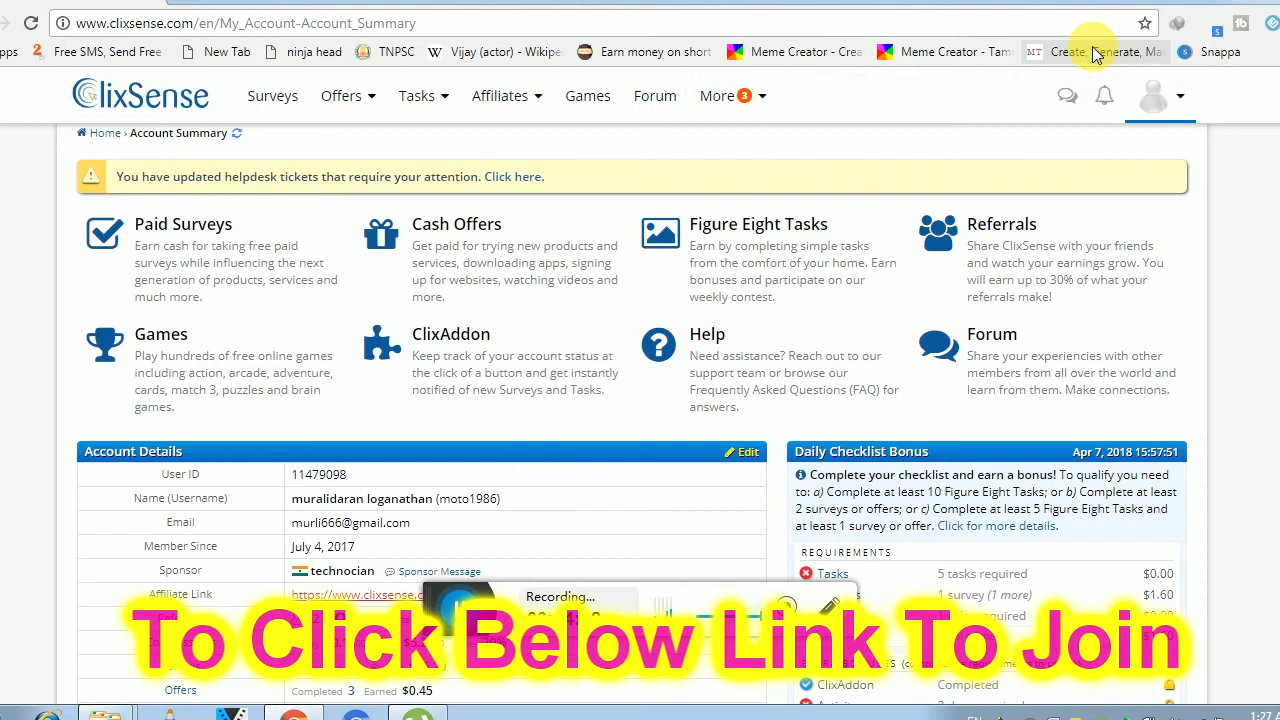 www.clixsense.com/en/My_Account-Account_Summary
Free SMS, Send Free
New Tab
ninja head
TNPSC
Vijay (actor) - Wikipe
Earn money on short
Meme Creator - Crea
Meme Creator - Tam
Snappa
ClixSense
Surveys
Offers
Tasks
Affiliates
Games
Forum
More 3
Home › Account Summary
You have updated helpdesk tickets that require your attention. Click here.
Paid Surveys
Earn cash for taking free paid
surveys while influencing the next
generation of products, services and
much more.
Cash Offers
Get paid for trying new products and
services, downloading apps, signing
up for websites, watching videos and
more.
Figure Eight Tasks
Earn by completing simple tasks
from the comfort of your home. Earn
bonuses and participate on our
weekly contest.
Referrals
Share ClixSense with your friends
and watch your earnings grow. You
will earn up to 30% of what your
referrals make!
Games
Play hundreds of free online games
including action, arcade, adventure,
cards, match 3, puzzles and brain
games.
ClixAddon
Keep track of your account status at
the click of a button and get instantly
notified of new Surveys and Tasks.
Help
Need assistance? Reach out to our
support team or browse our
Frequently Asked Questions (FAQ) for
answers.
Forum
Share your experiences with other
members from all over the world and
learn from them. Make connections.
Account Details
Edit
User ID 11479098
Name (Username) muralidaran loganathan (moto1986)
Email murli666@gmail.com
Member Since July 4, 2017
Sponsor technocian Sponsor Message
Affiliate Link https://www.clixsense.c
Offers Completed 3 Earned $0.45
Daily Checklist Bonus Apr 7, 2018 15:57:51
Complete your checklist and earn a bonus! To qualify you need
to: a) Complete at least 10 Figure Eight Tasks; or b) Complete at least
2 surveys or offers; or c) Complete at least 5 Figure Eight Tasks and
at least 1 survey or offer. Click for more details.
REQUIREMENTS
Tasks 5 tasks required $0.00
1 survey (1 more) $1.60
ClixAddon Completed
Recording...
To Click Below Link To Join
EN